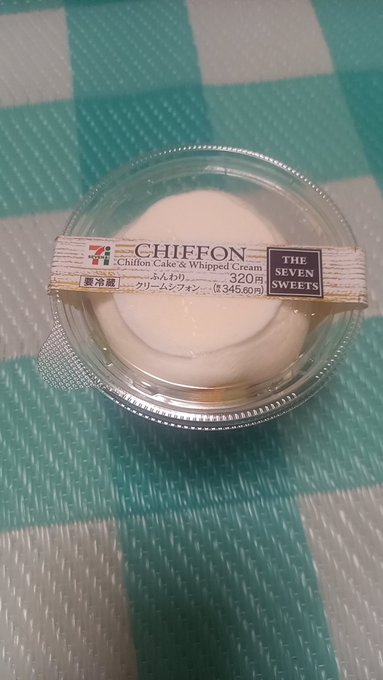 7
SEVEN & i
要冷蔵
CHIFFON
Chiffon Cake & Whipped Cream
ふんわり 320円
クリームシフォン (税込345.60円)
THE
SEVEN
SWEETS